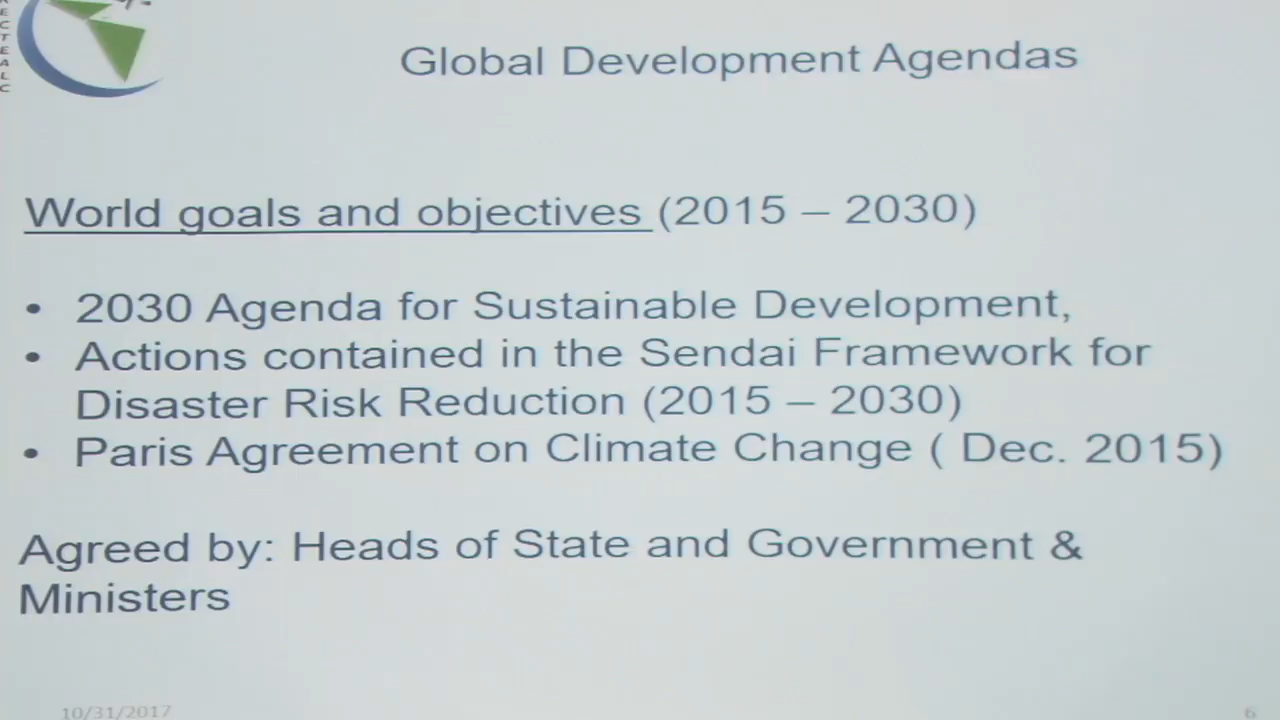 ECTEALC
Global Development Agendas
World goals and objectives (2015 – 2030)
• 2030 Agenda for Sustainable Development,
• Actions contained in the Sendai Framework for
Disaster Risk Reduction (2015 – 2030)
• Paris Agreement on Climate Change ( Dec. 2015)
Agreed by: Heads of State and Government &
Ministers
10/31/2017
6